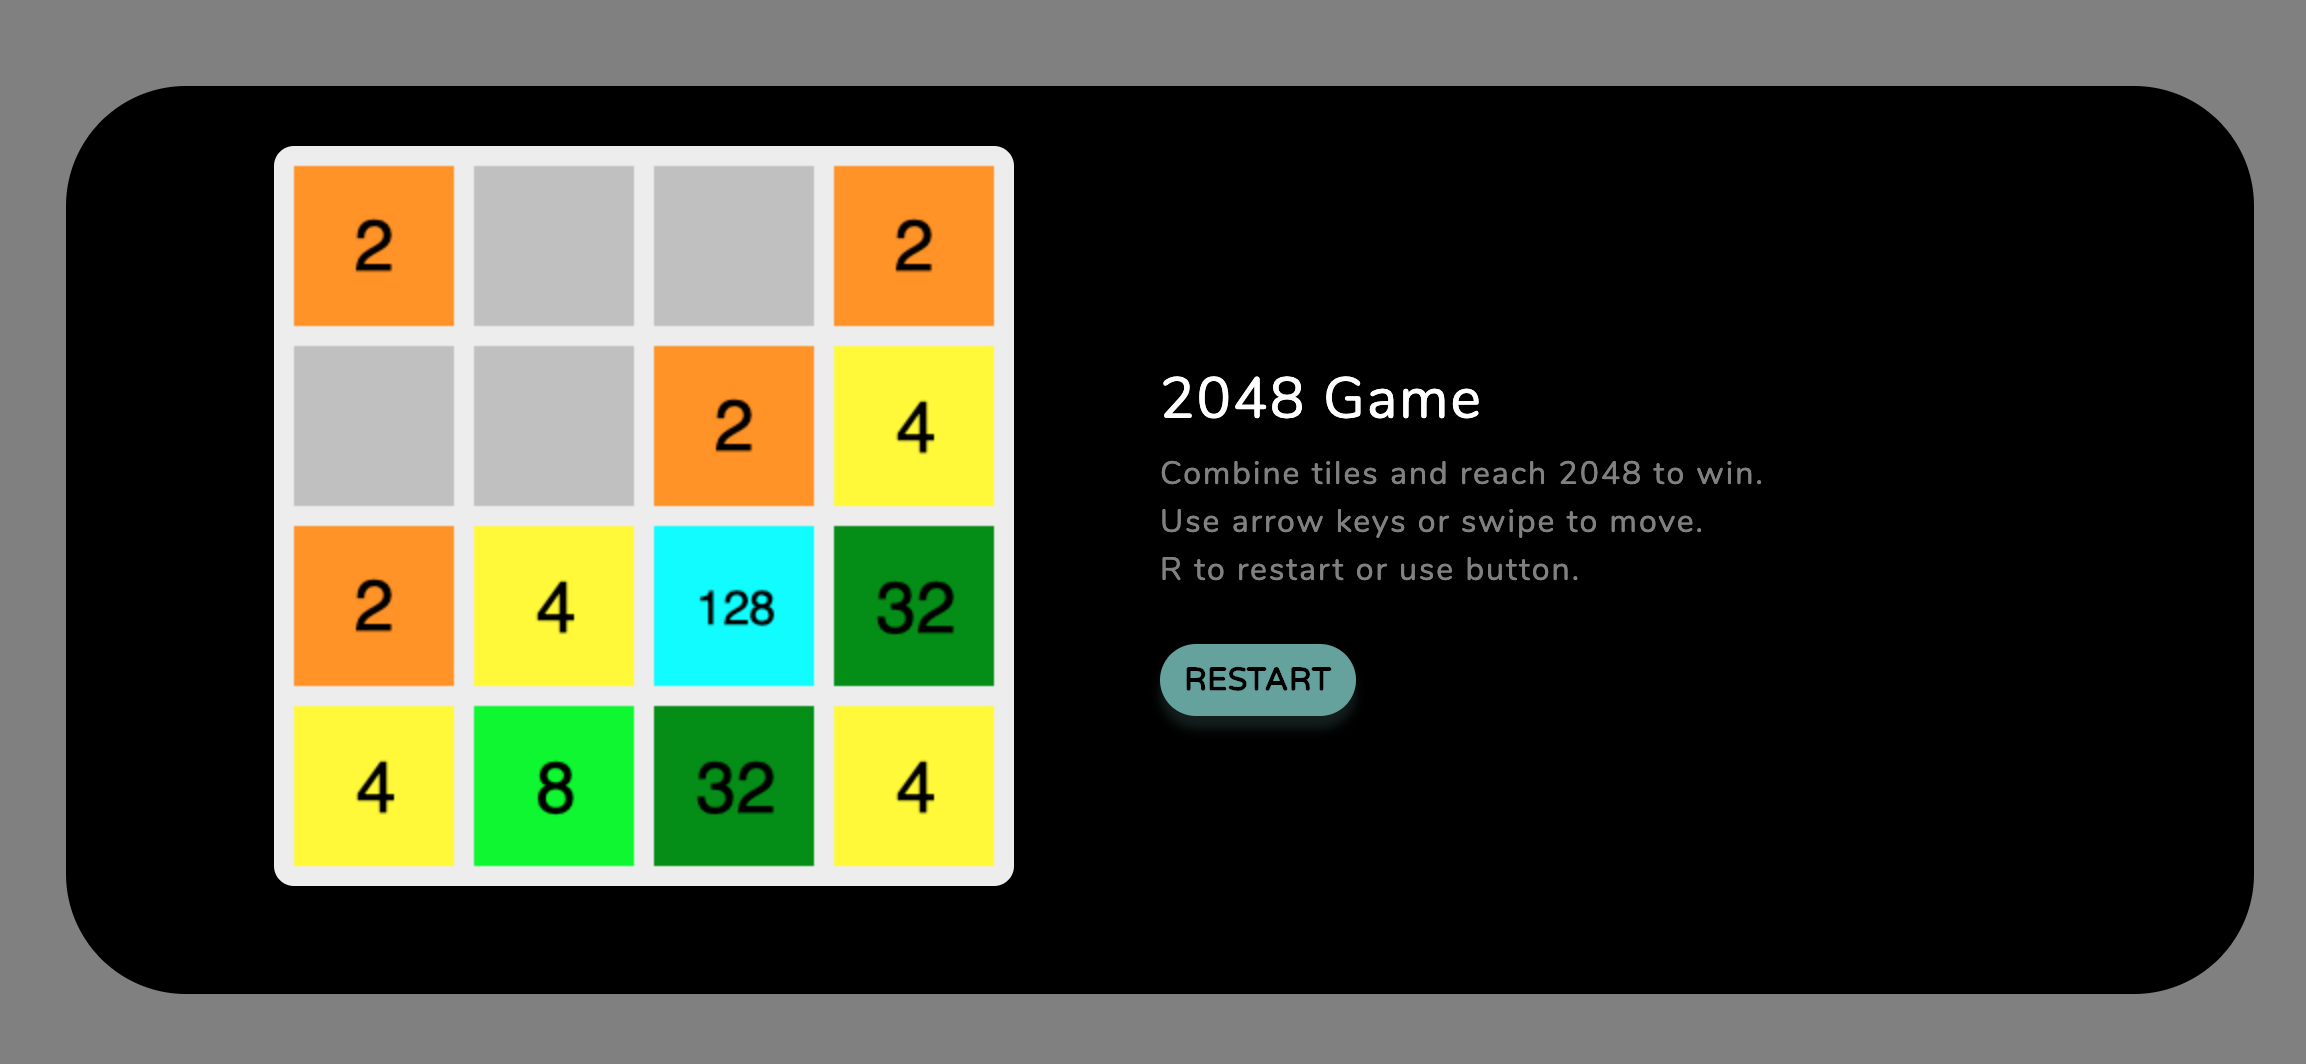 2 2
2 4
2 4 128 32
4 8 32 4
2048 Game
Combine tiles and reach 2048 to win.
Use arrow keys or swipe to move.
R to restart or use button.
RESTART